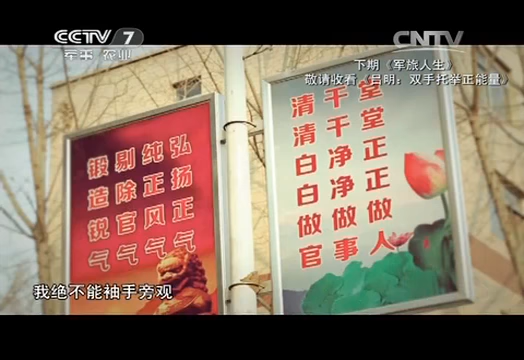 CCTV 7
军事 农业
CNTV
下期《军旅人生》
敬请收看《吕明：双手托举正能量》
弘扬正气
纯正风气
剔除官气
锻造锐气
堂堂正正做人
干干净净做事
清清白白做官
我绝不能袖手旁观